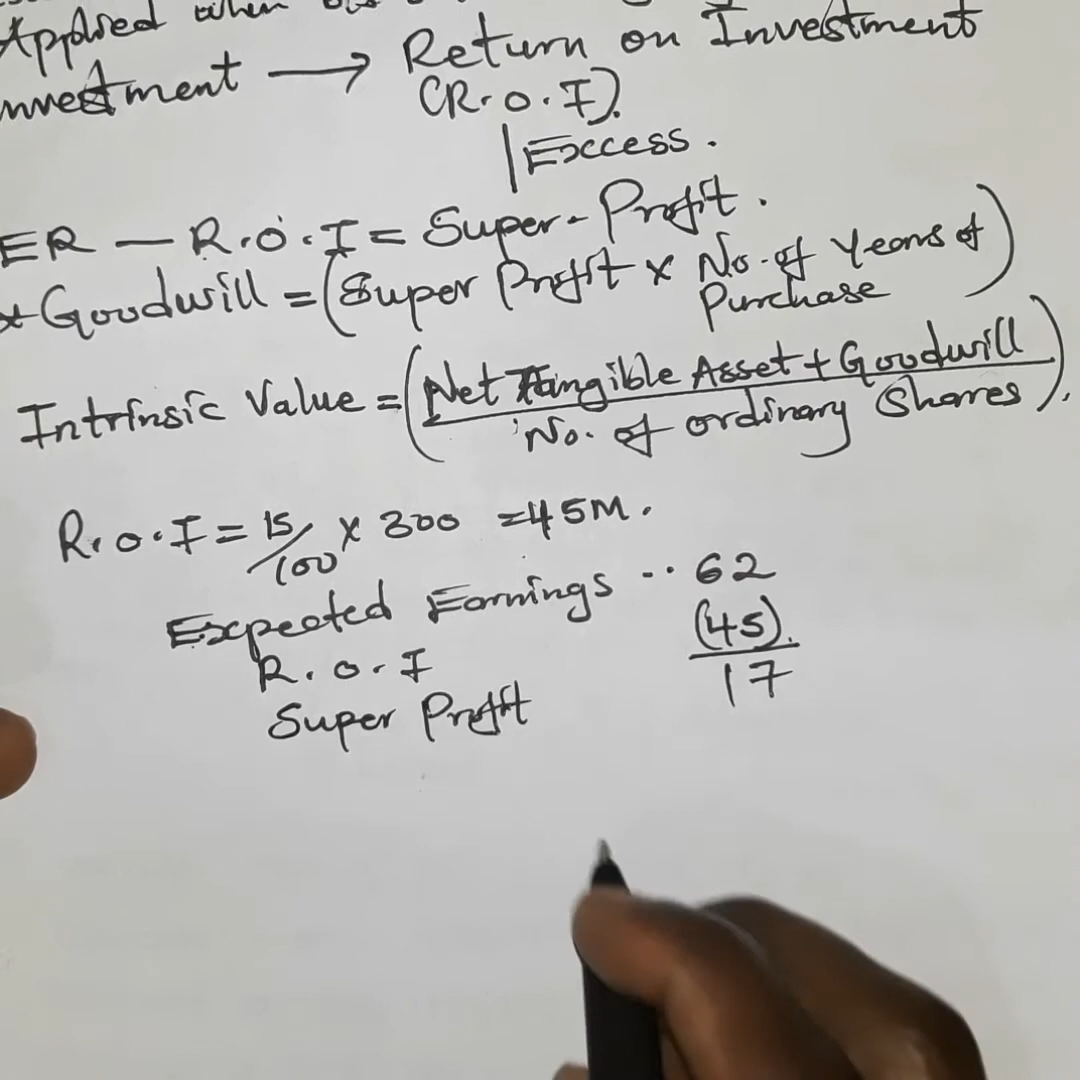 Applied when
Investment → Return on Investment
(R.O.I).
| Excess.
ER — R.O.I = Super-Profit.
* Goodwill = (Super Profit x No. of Years of
Purchase)
Intrinsic Value = (Net Tangible Asset + Goodwill
No. of ordinary Shares).
R.O.I = 15/100 x 300 = 45M.
Expected Earnings .. 62
R.O.I (45).
Super Profit 17